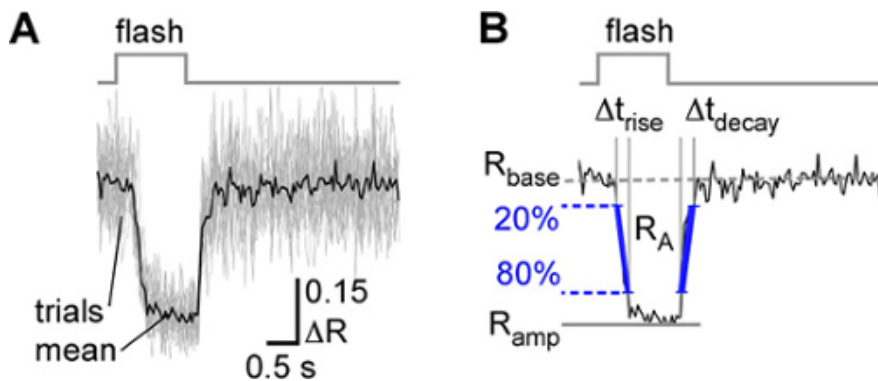 A
flash
trials
mean
0.15
ΔR
0.5 s
B
flash
Δt_rise
Δt_decay
R_base
20%
R_A
80%
R_amp